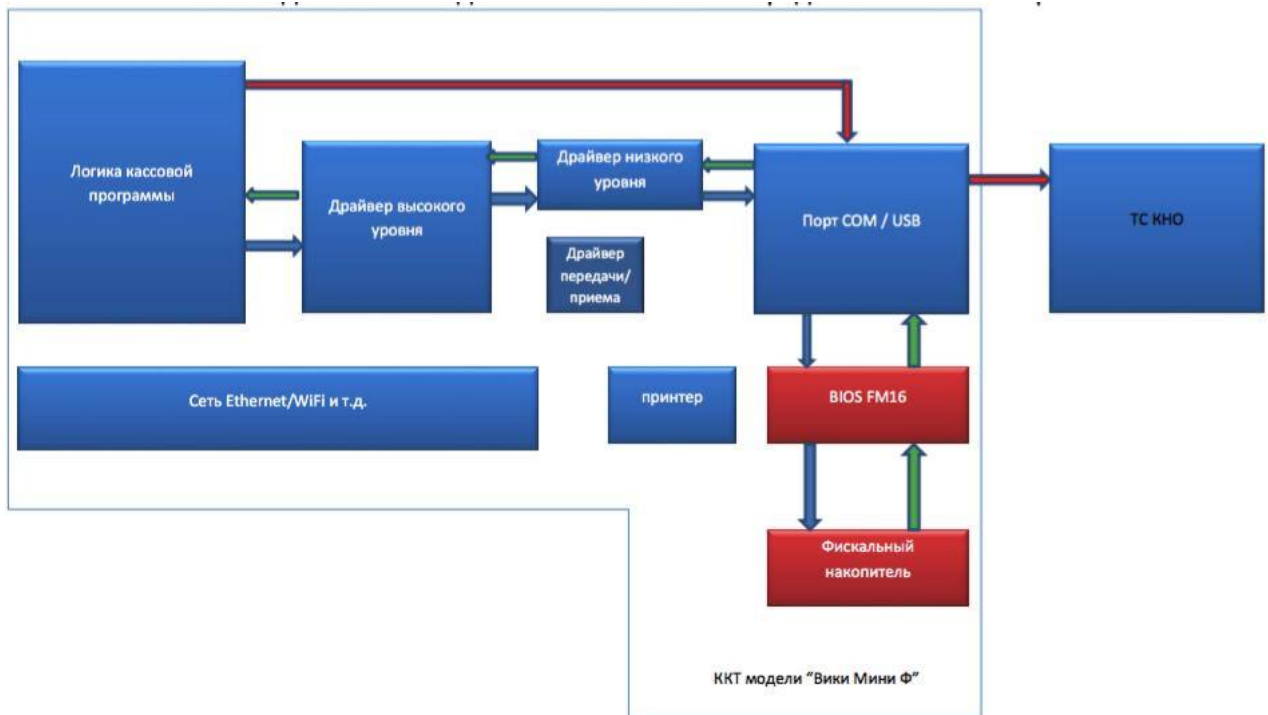 Логика кассовой
программы
Драйвер высокого
уровня
Драйвер низкого
уровня
Драйвер
передачи/
приема
Порт COM / USB
ТС КНО
Сеть Ethernet/WiFi и т.д.
принтер
BIOS FM16
Фискальный
накопитель
ККТ модели “Вики Мини Ф”